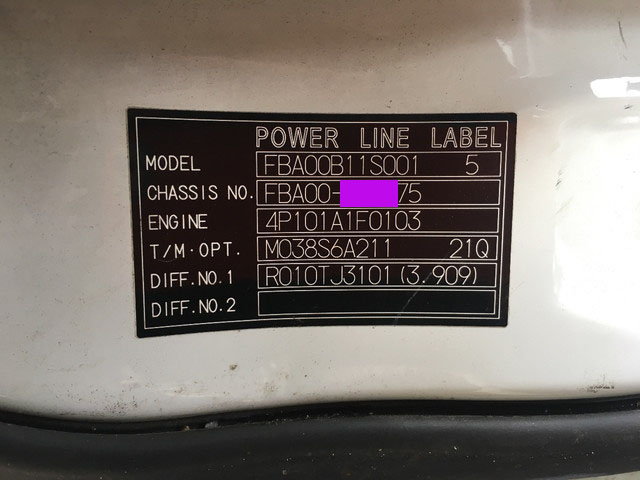 POWER LINE LABEL
MODEL FBA00B11S001 5
CHASSIS NO. FBA00- 75
ENGINE 4P101A1F0103
T/M·OPT. M038S6A211 21Q
DIFF.NO.1 R010TJ3101(3.909)
DIFF.NO.2